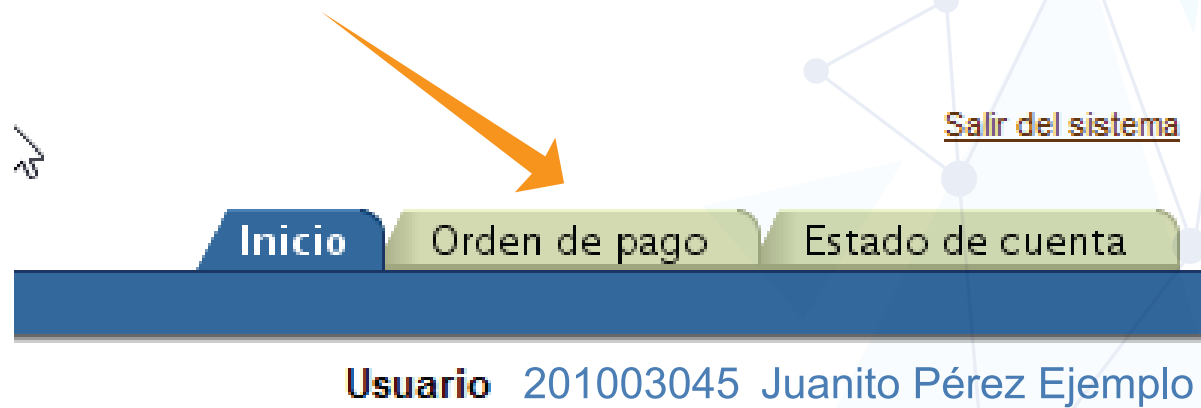 Salir del sistema
Inicio Orden de pago Estado de cuenta
Usuario 201003045 Juanito Pérez Ejemplo